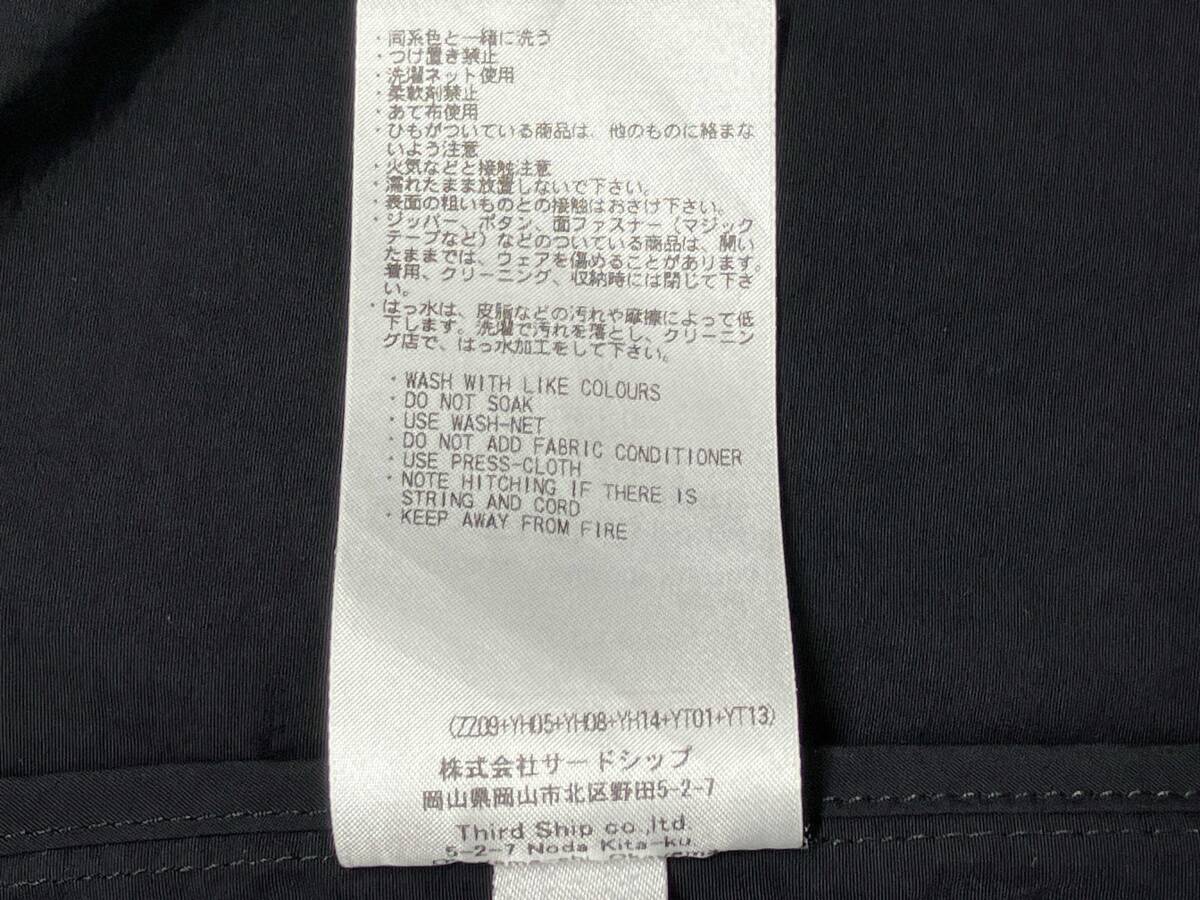 ・同系色と一緒に洗う
・つけ置き禁止
・洗濯ネット使用
・柔軟剤禁止
・あて布使用
・ひもがついている商品は、他のものに絡まな
いよう注意
・火気などと接触注意
・濡れたまま放置しないで下さい。
・表面の粗いものとの接触はおさけ下さい。
・ジッパー、ボタン、面ファスナー（マジック
テープなど）などのついている商品は、開い
たままでは、ウェアを傷めることがあります。
着用、クリーニング、収納時には閉じて下さ
い。
・はっ水は、皮脂などの汚れや摩擦によって低
下します。洗濯で汚れを落とし、クリーニン
グ店で、はっ水加工をして下さい。
・WASH WITH LIKE COLOURS
・DO NOT SOAK
・USE WASH-NET
・DO NOT ADD FABRIC CONDITIONER
・USE PRESS-CLOTH
・NOTE HITCHING IF THERE IS
STRING AND CORD
・KEEP AWAY FROM FIRE
(ZZ09+YH05+YH08+YH14+YT01+YT13)
株式会社サードシップ
岡山県岡山市北区野田5-2-7
Third Ship co.,ltd.
5-2-7 Noda Kita-ku,